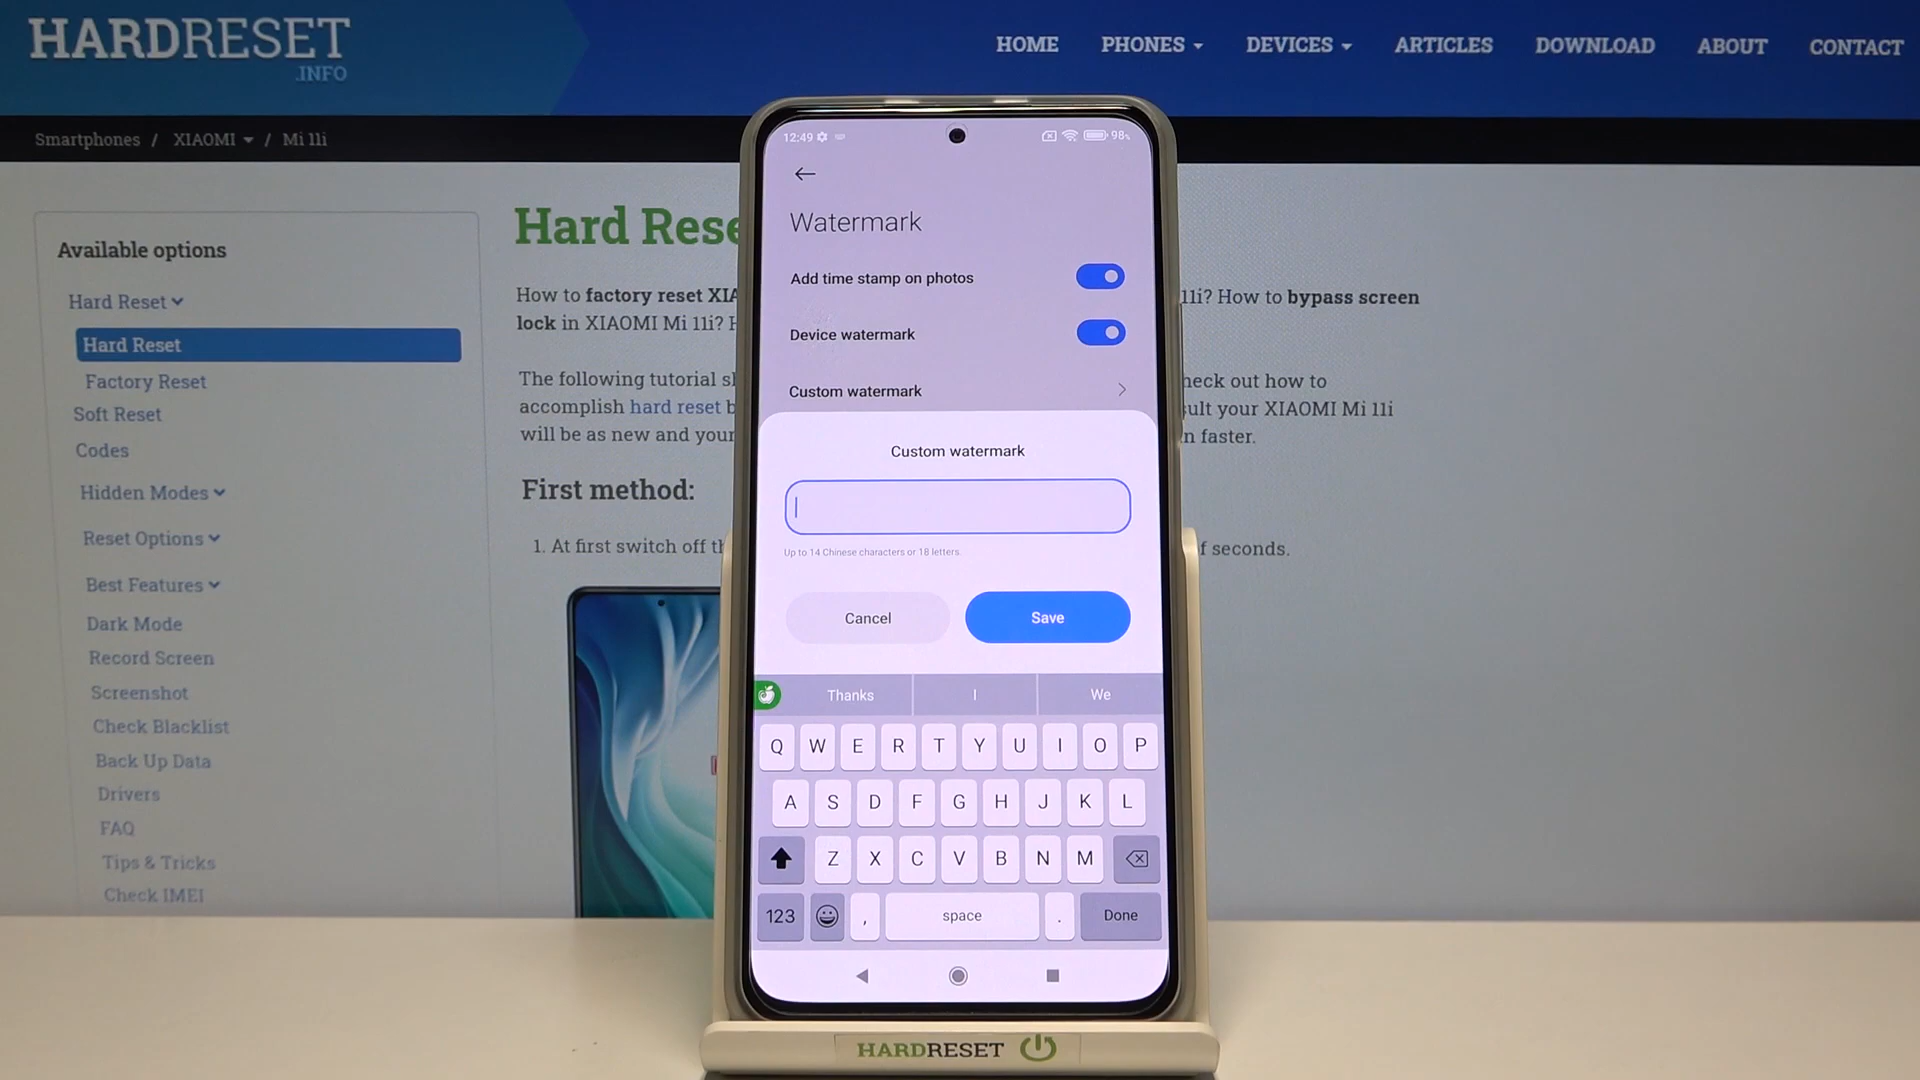 HARDRESET
.INFO
HOME PHONES DEVICES ARTICLES DOWNLOAD ABOUT CONTACT
Smartphones / XIAOMI / Mi 11i
Available options
Hard Reset
Hard Reset
Factory Reset
Soft Reset
Codes
Hidden Modes
Reset Options
Best Features
Dark Mode
Record Screen
Screenshot
Check Blacklist
Back Up Data
Drivers
FAQ
Tips & Tricks
Check IMEI
Hard Rese
How to factory reset XIA
11i? How to bypass screen
lock in XIAOMI Mi 11i? H
The following tutorial sh
heck out how to
accomplish hard reset b
ult your XIAOMI Mi 11i
will be as new and your
n faster.
First method:
1. At first switch off th
f seconds.
12:49 98%
Watermark
Add time stamp on photos
Device watermark
Custom watermark
Custom watermark
Up to 14 Chinese characters or 18 letters.
Cancel Save
Thanks I We
Q W E R T Y U I O P
A S D F G H J K L
Z X C V B N M
123 , space . Done
HARDRESET